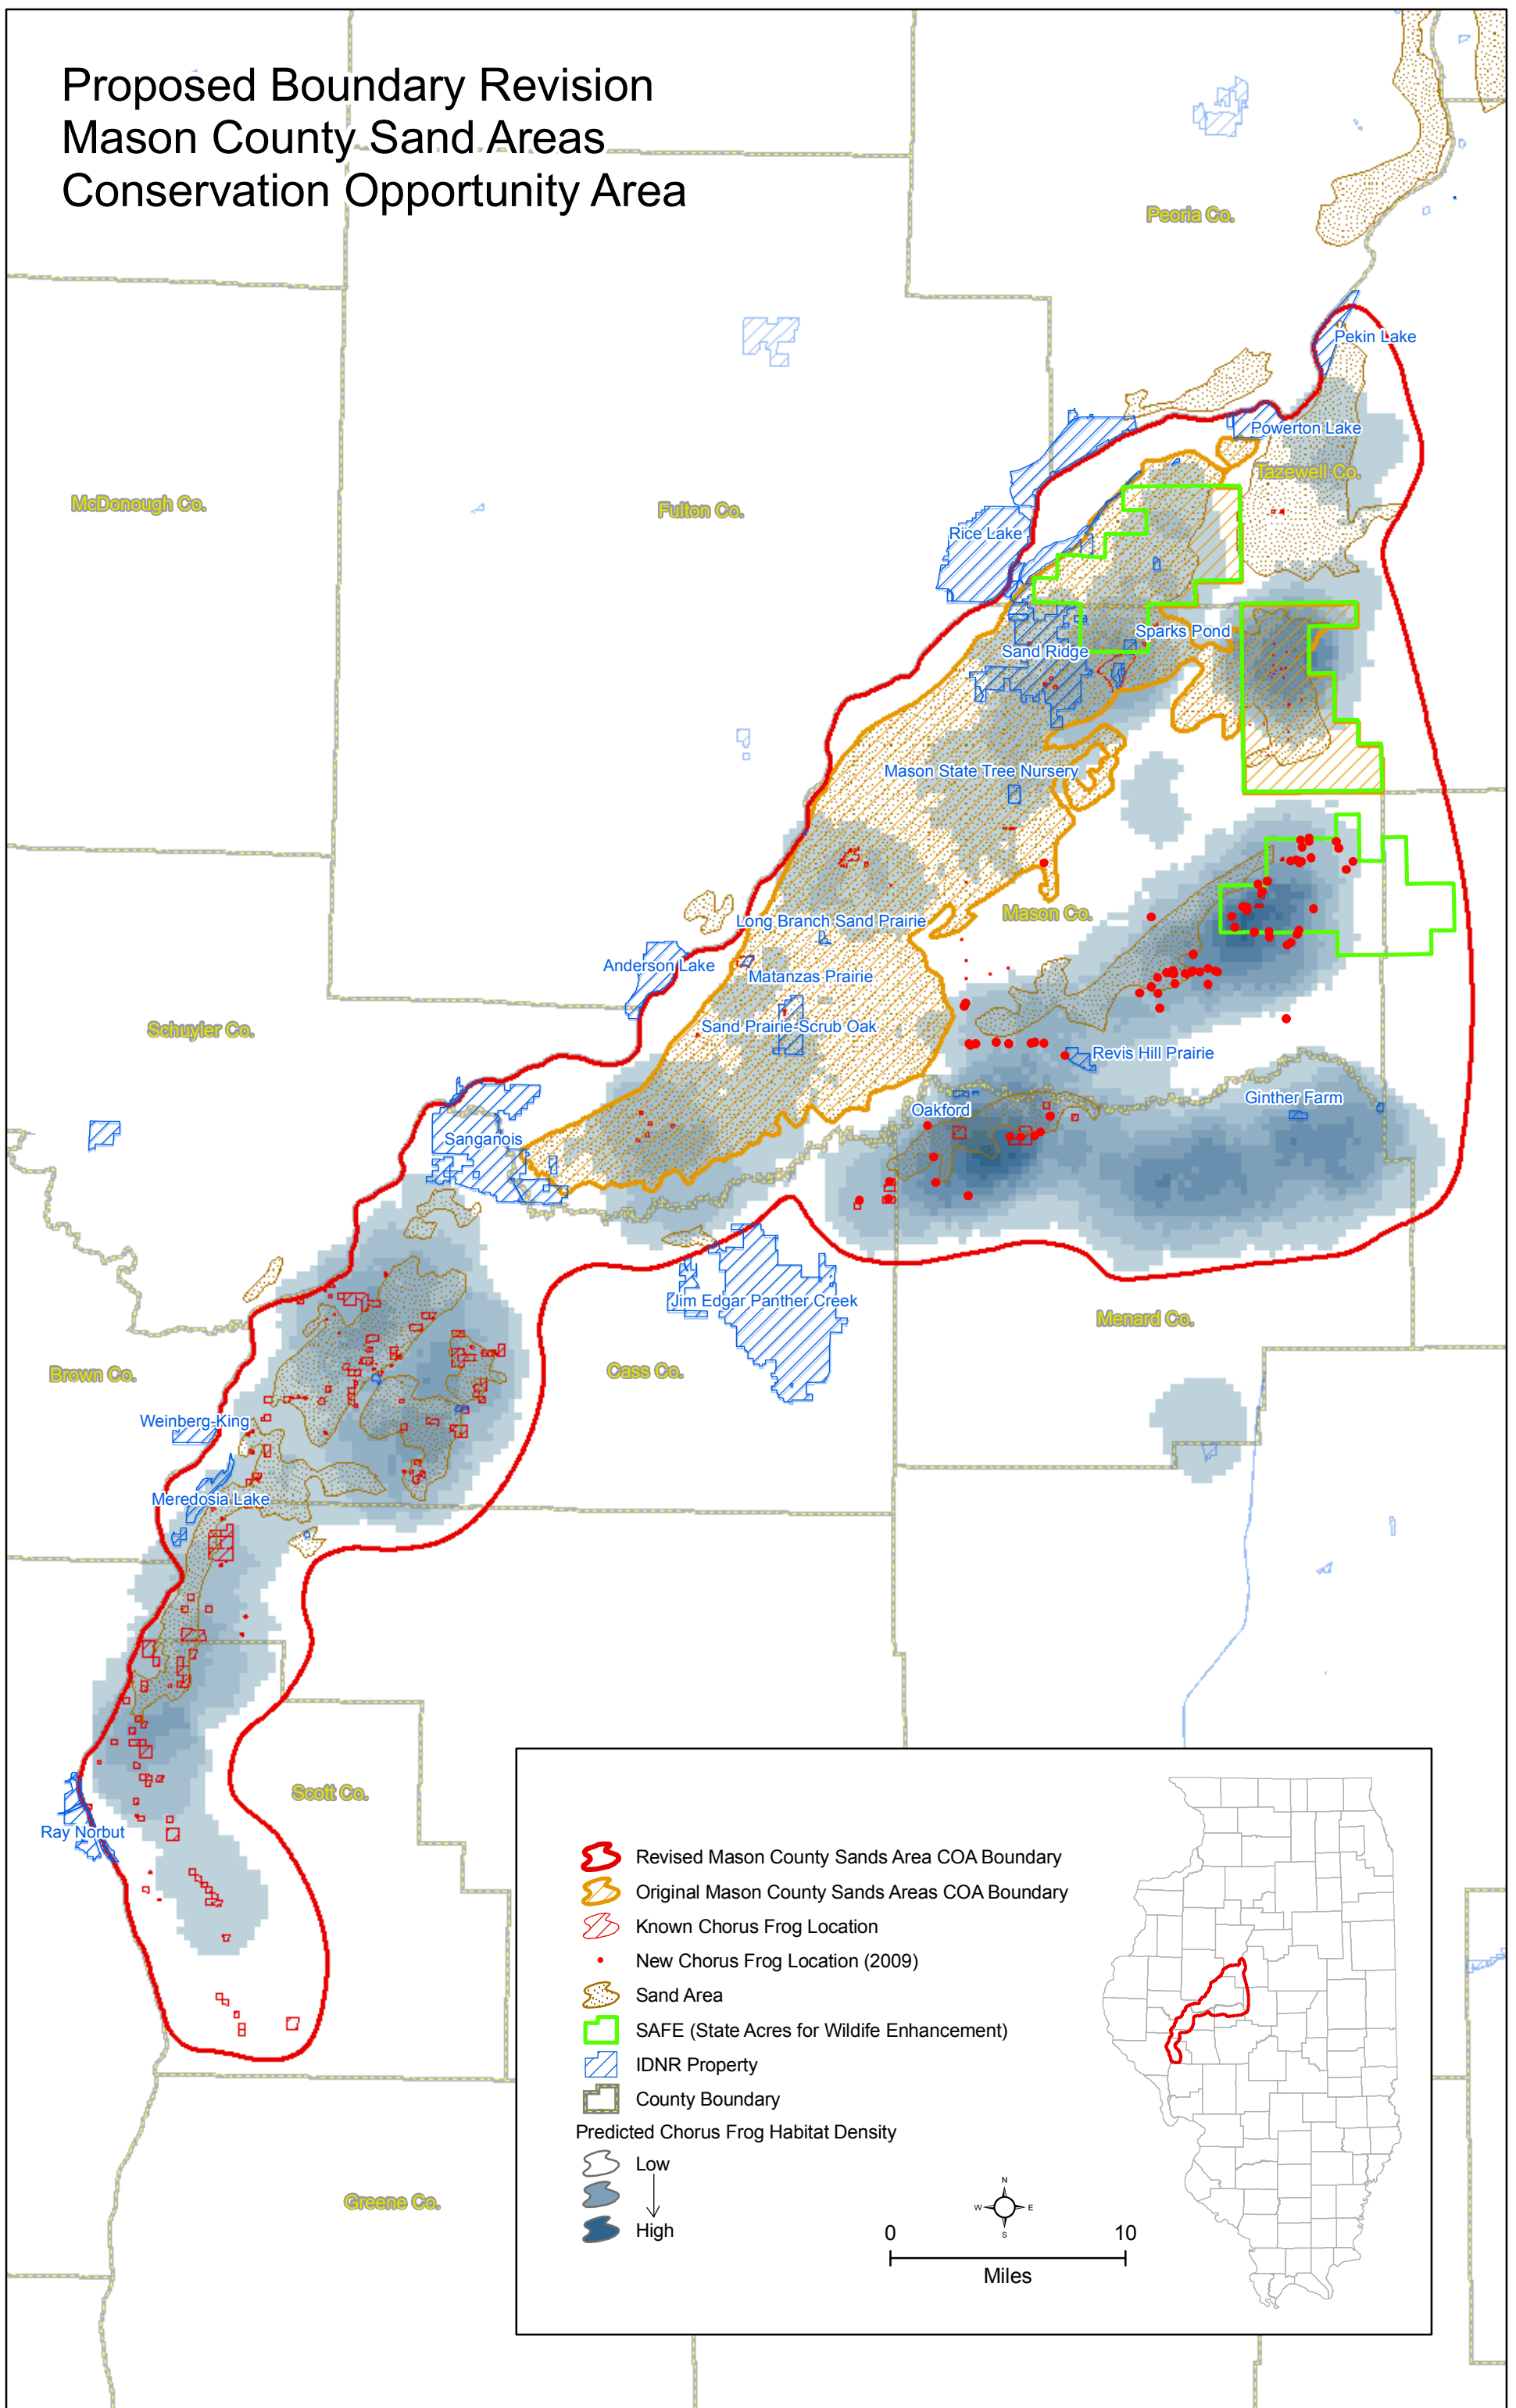 Proposed Boundary Revision
Mason County Sand Areas
Conservation Opportunity Area
Peoria Co.
Pekin Lake
Powerton Lake
Tazewell Co.
McDonough Co.
Fulton Co.
Rice Lake
Sparks Pond
Sand Ridge
Mason State Tree Nursery
Mason Co.
Long Branch Sand Prairie
Anderson Lake
Matanzas Prairie
Schuyler Co.
Sand Prairie-Scrub Oak
Revis Hill Prairie
Ginther Farm
Oakford
Sanganois
Jim Edgar Panther Creek
Menard Co.
Brown Co.
Cass Co.
Weinberg-King
Meredosia Lake
Scott Co.
Ray Norbut
Greene Co.
Revised Mason County Sands Area COA Boundary
Original Mason County Sands Areas COA Boundary
Known Chorus Frog Location
New Chorus Frog Location (2009)
Sand Area
SAFE (State Acres for Wildife Enhancement)
IDNR Property
County Boundary
Predicted Chorus Frog Habitat Density
Low
High
N
W E
S
0 10
Miles